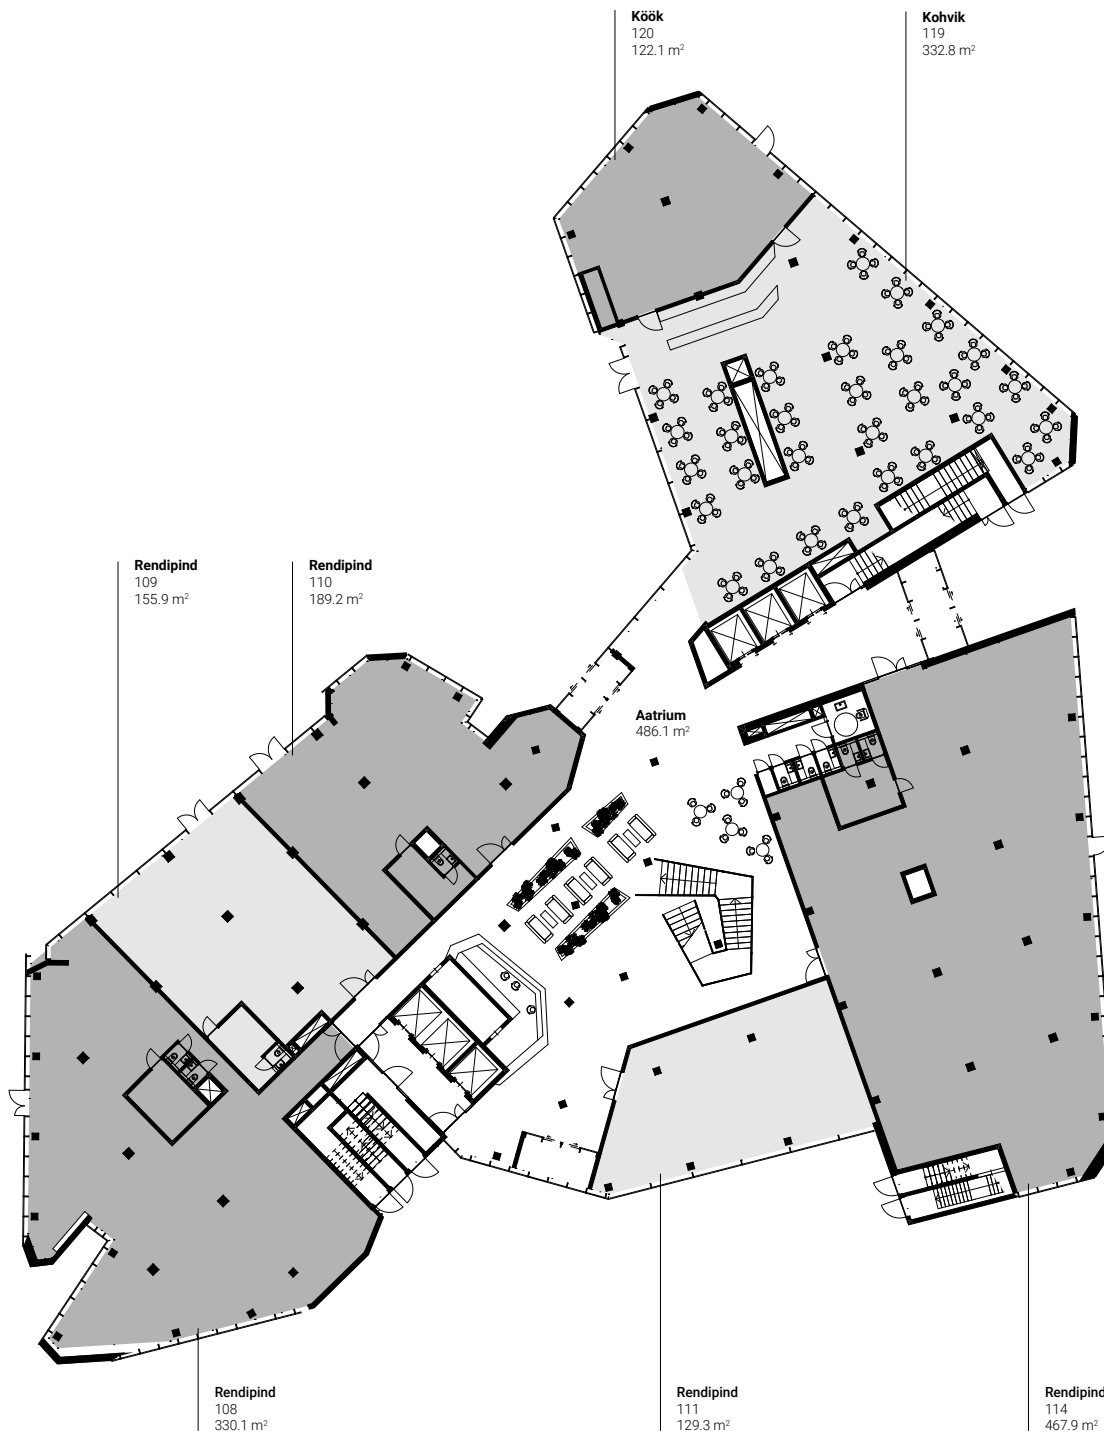 Köök
120
122.1 m²
Kohvik
119
332.8 m²
Rendipind
109
155.9 m²
Rendipind
110
189.2 m²
Aatrium
486.1 m²
Rendipind
108
330.1 m²
Rendipind
111
129.3 m²
Rendipind
114
467.9 m²